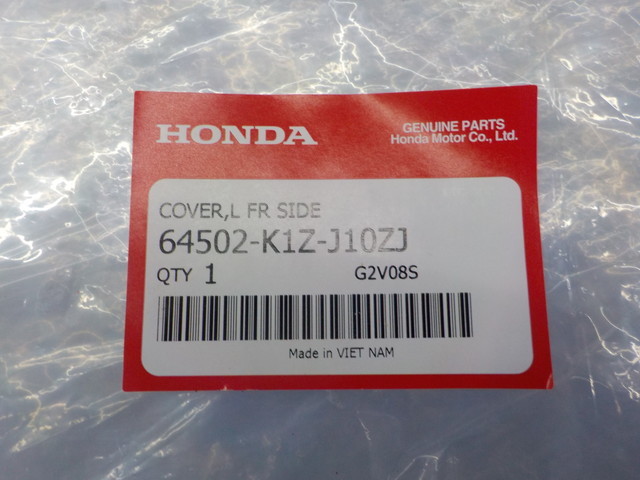 HONDA
GENUINE PARTS
Honda Motor Co., Ltd.
COVER,L FR SIDE
64502-K1Z-J10ZJ
QTY 1 G2V08S
Made in VIET NAM